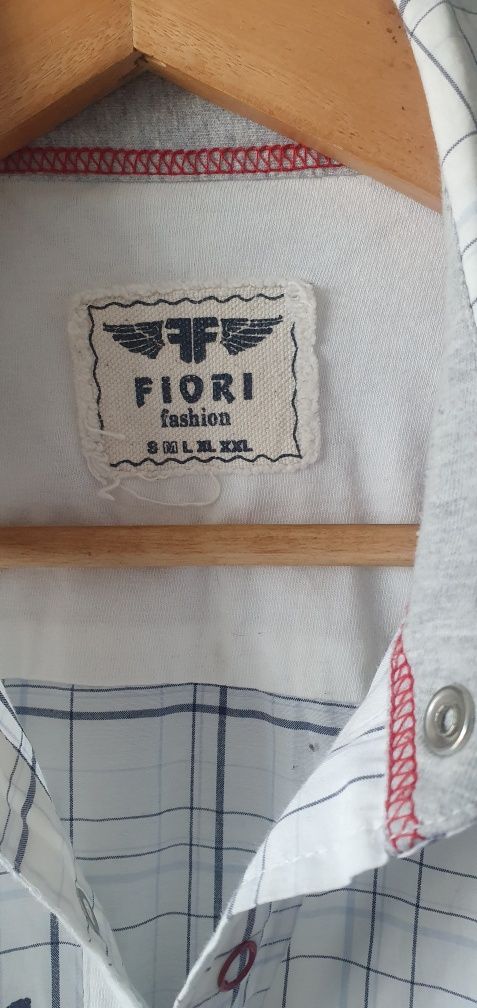 FF
FIORI
fashion
S M L XL XXL